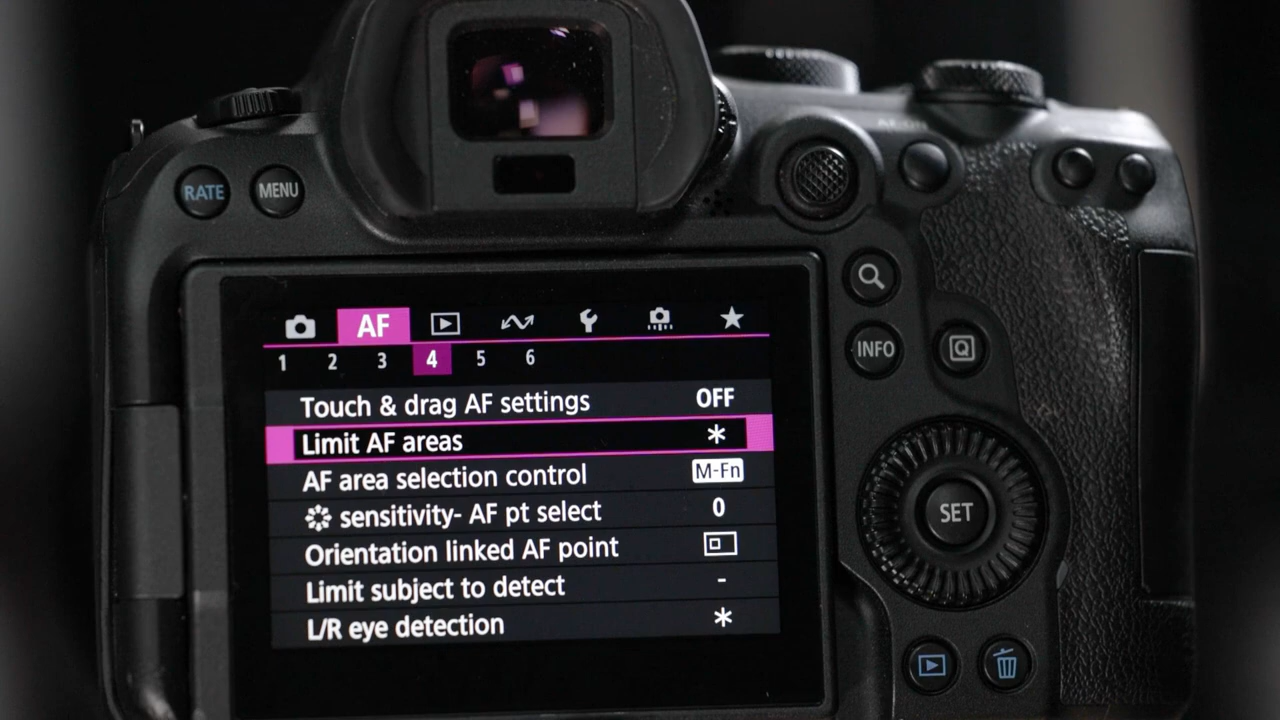 RATE
MENU
AF
1 2 3 4 5 6
Touch & drag AF settings OFF
Limit AF areas *
AF area selection control M-Fn
sensitivity- AF pt select 0
Orientation linked AF point
Limit subject to detect -
L/R eye detection *
INFO
Q
SET